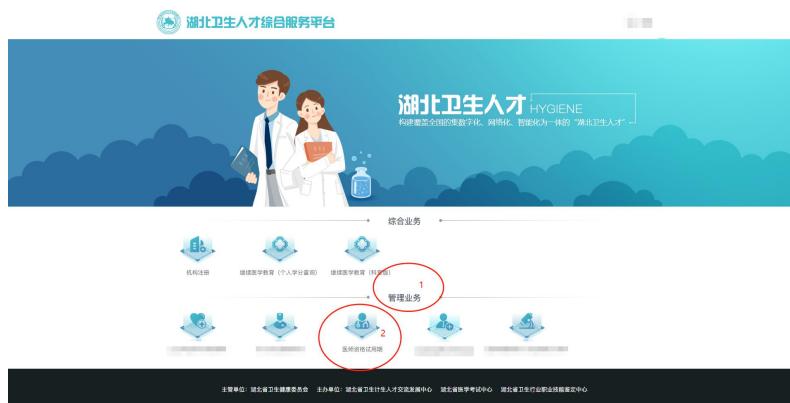 湖北卫生人才综合服务平台
湖北卫生人才 HYGIENE
构建覆盖全国的集数字化、网络化、智能化为一体的“湖北卫生人才”
综合业务
机构注册 继续医学教育（个人学分查询） 继续医学教育（科教版）
1
管理业务
2
医师资格试用期
主管单位：湖北省卫生健康委员会 主办单位：湖北省卫生计生人才交流发展中心 湖北省医学考试中心 湖北省卫生行业职业技能鉴定中心